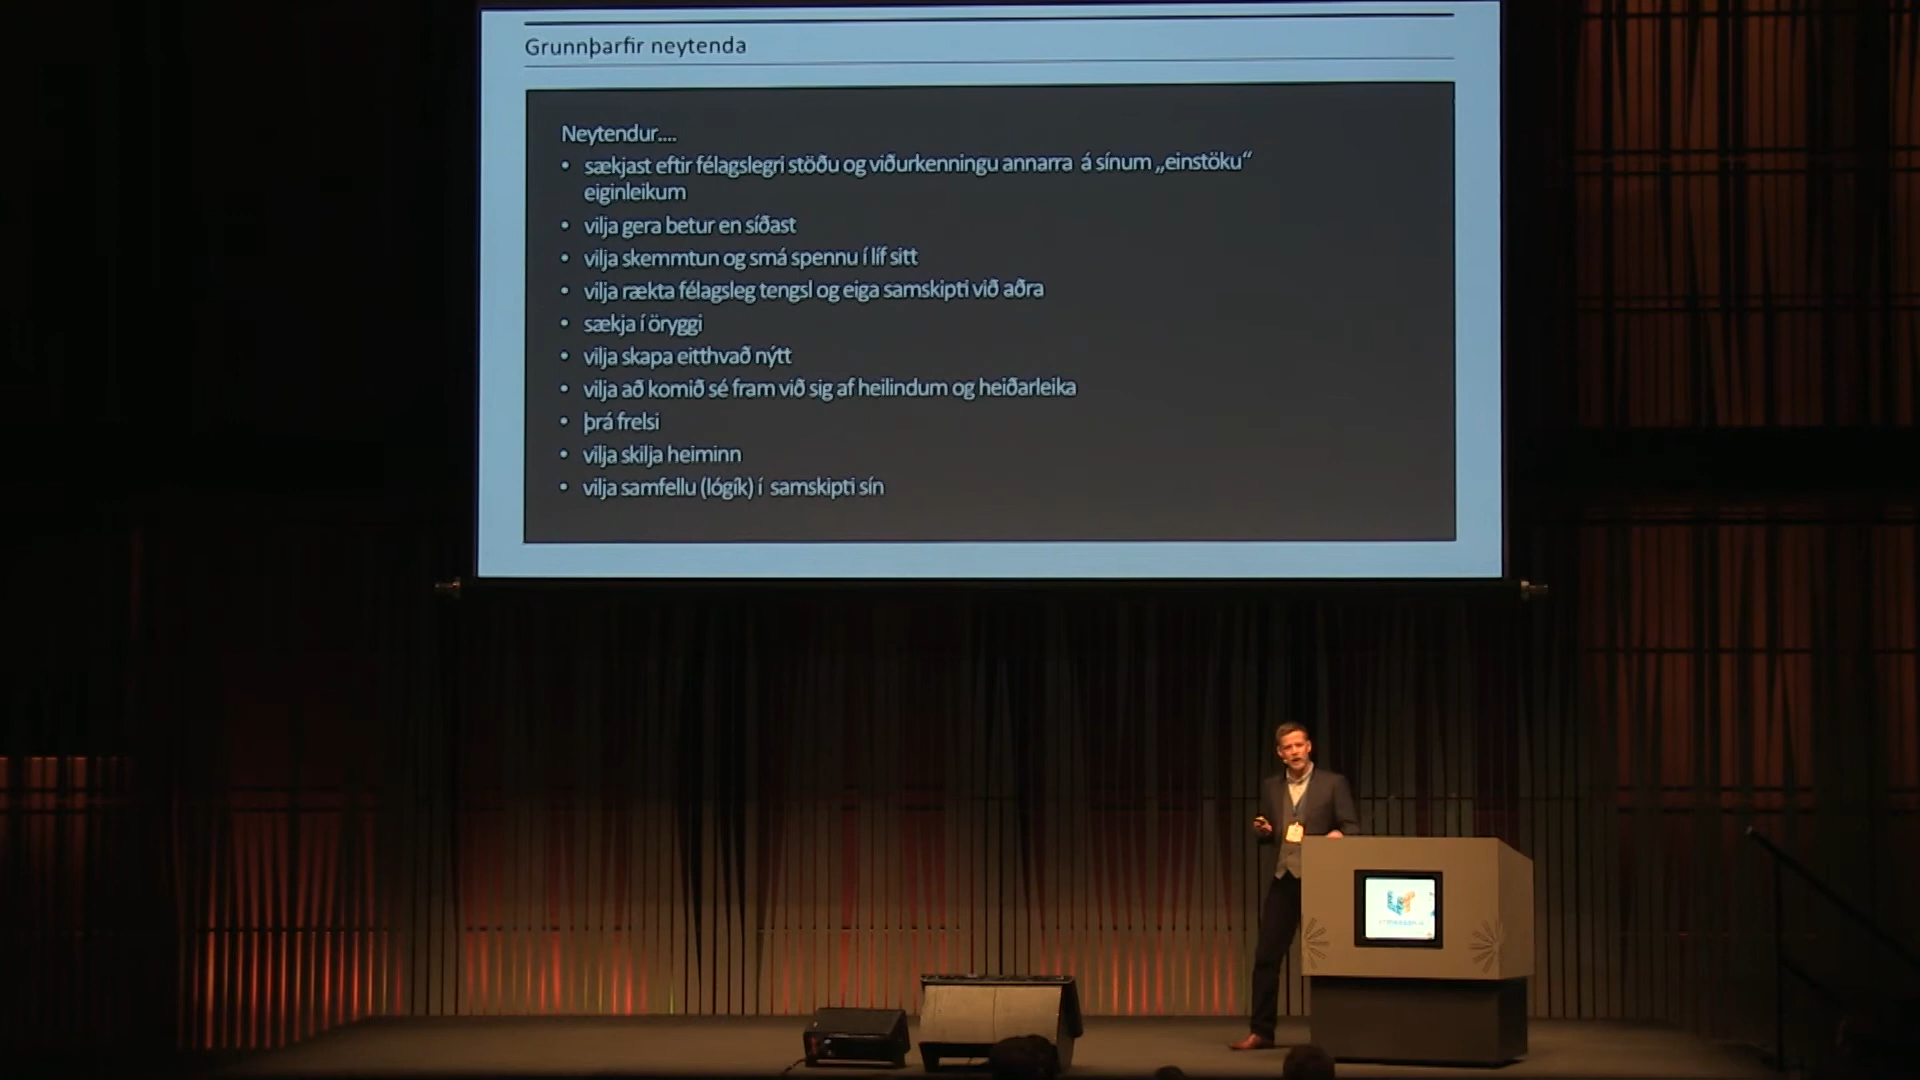 Grunnþarfir neytenda
Neytendur....
• sækjast eftir félagslegri stöðu og viðurkenningu annarra á sínum „einstöku“
eiginleikum
• vilja gera betur en síðast
• vilja skemmtun og smá spennu í líf sitt
• vilja rækta félagsleg tengsl og eiga samskipti við aðra
• sækja í öryggi
• vilja skapa eitthvað nýtt
• vilja að komið sé fram við sig af heilindum og heiðarleika
• þrá frelsi
• vilja skilja heiminn
• vilja samfellu (lógík) í samskipti sín